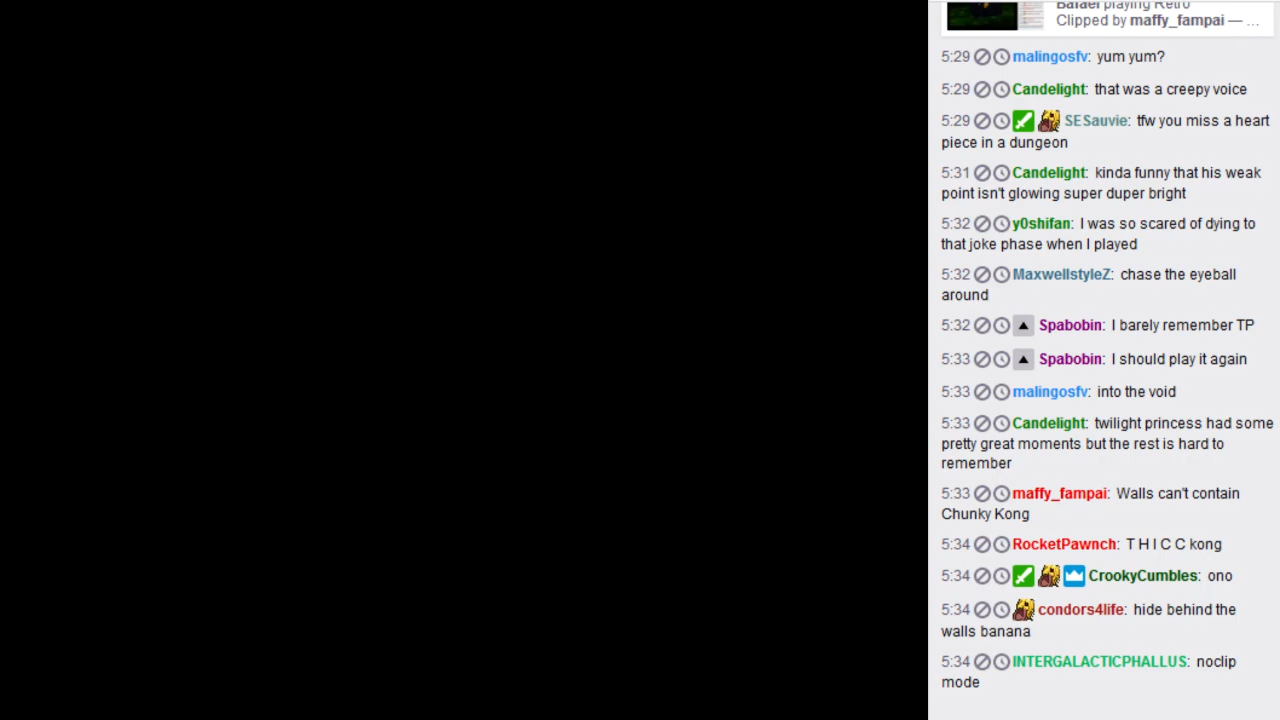 Bafael playing Retro
Clipped by maffy_fampai — ...
5:29 malingosfv: yum yum?
5:29 Candelight: that was a creepy voice
5:29 SESauvie: tfw you miss a heart
piece in a dungeon
5:31 Candelight: kinda funny that his weak
point isn't glowing super duper bright
5:32 y0shifan: I was so scared of dying to
that joke phase when I played
5:32 MaxwellstyleZ: chase the eyeball
around
5:32 Spabobin: I barely remember TP
5:33 Spabobin: I should play it again
5:33 malingosfv: into the void
5:33 Candelight: twilight princess had some
pretty great moments but the rest is hard to
remember
5:33 maffy_fampai: Walls can't contain
Chunky Kong
5:34 RocketPawnch: T H I C C kong
5:34 CrookyCumbles: ono
5:34 condors4life: hide behind the
walls banana
5:34 INTERGALACTICPHALLUS: noclip
mode